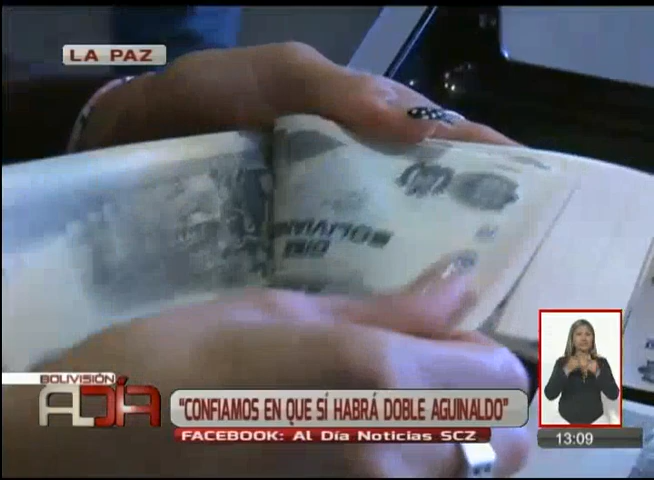 LA PAZ
BOLIVIANOS
BOLIVISIÓN
AL DÍA
"CONFIAMOS EN QUE SÍ HABRÁ DOBLE AGUINALDO"
FACEBOOK: Al Día Noticias SCZ
13:09